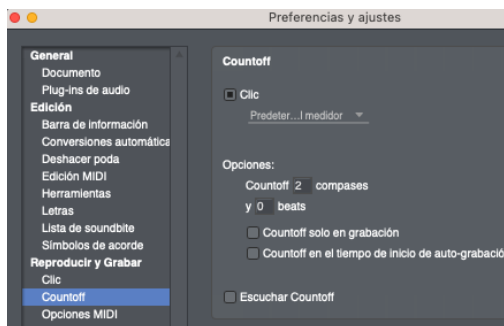 Preferencias y ajustes
General
Documento
Plug-ins de audio
Edición
Barra de información
Conversiones automática
Deshacer poda
Edición MIDI
Herramientas
Letras
Lista de soundbite
Símbolos de acorde
Reproducir y Grabar
Clic
Countoff
Opciones MIDI
Countoff
Clic
Predeter...l medidor
Opciones:
Countoff 2 compases
y 0 beats
Countoff solo en grabación
Countoff en el tiempo de inicio de auto-grabació
Escuchar Countoff